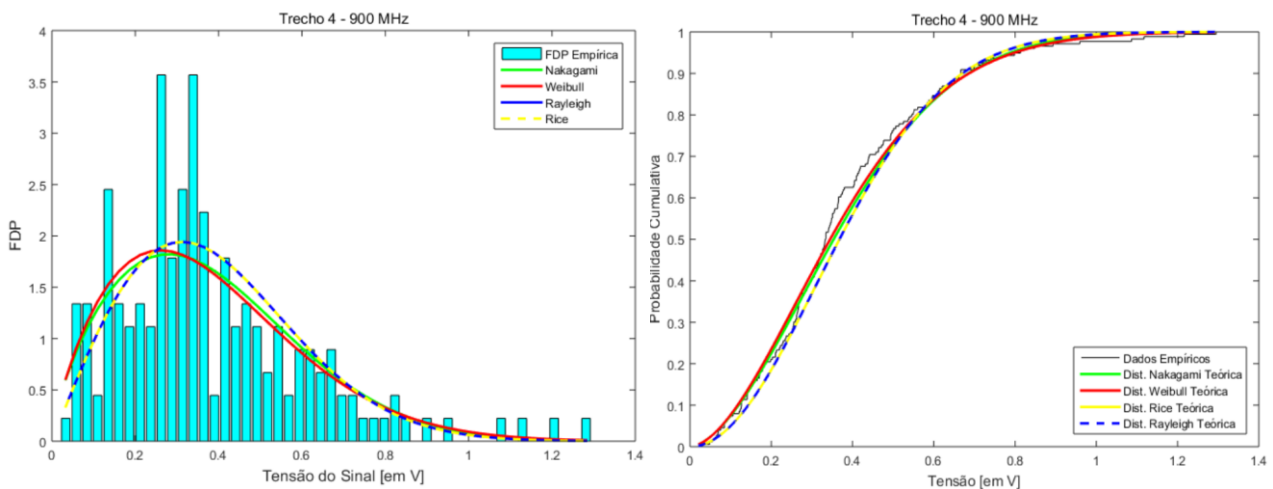 Trecho 4 - 900 MHz
4
3.5
3
2.5
2
1.5
1
0.5
0
FDP
FDP Empírica
Nakagami
Weibull
Rayleigh
Rice
0 0.2 0.4 0.6 0.8 1 1.2 1.4
Tensão do Sinal [em V]
Trecho 4 - 900 MHz
1
0.9
0.8
0.7
0.6
0.5
0.4
0.3
0.2
0.1
0
Probabilidade Cumulativa
Dados Empíricos
Dist. Nakagami Teórica
Dist. Weibull Teórica
Dist. Rice Teórica
Dist. Rayleigh Teórica
0 0.2 0.4 0.6 0.8 1 1.2 1.4
Tensão [em V]